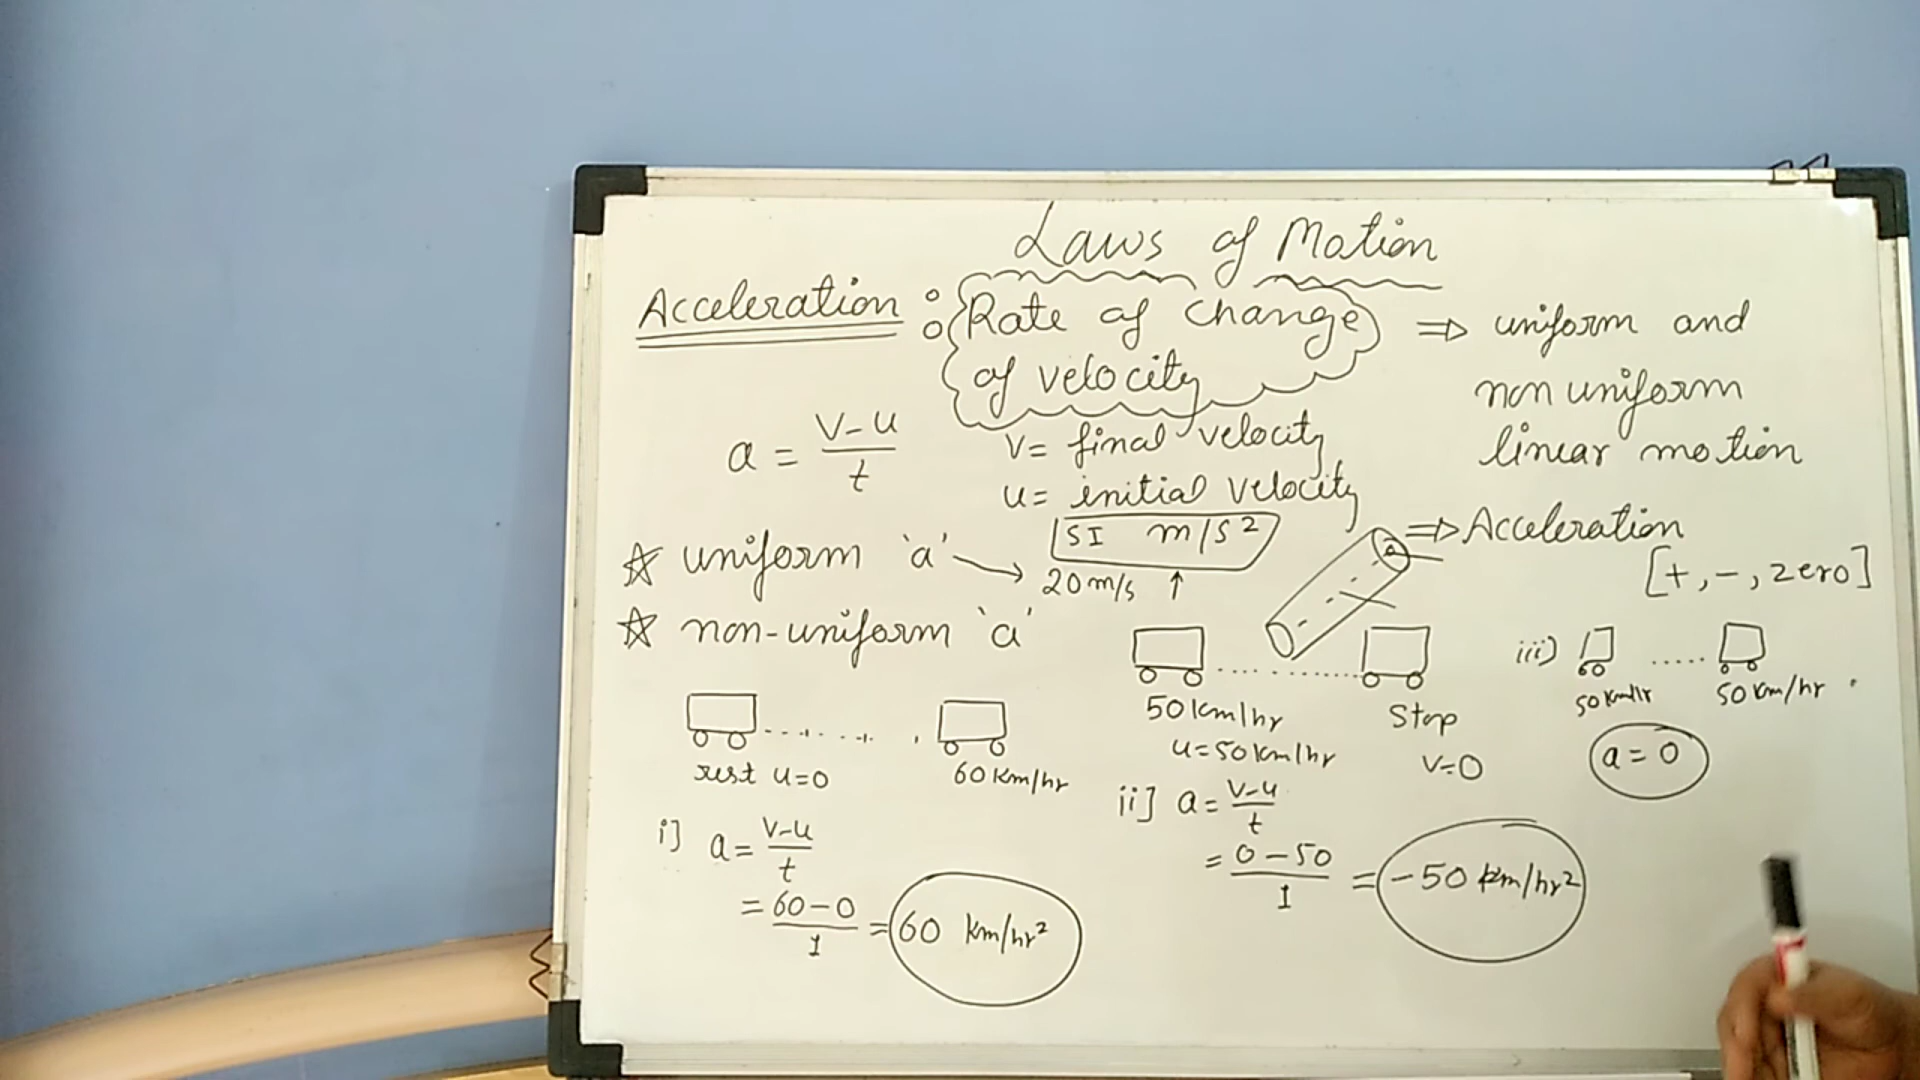 Laws of Motion
Acceleration : Rate of change
of velocity
⇒ uniform and
non uniform
linear motion
a = v-u/t
v = final velocity
u = initial velocity
SI m/s²
⇒ Acceleration
[+, -, zero]
☆ uniform 'a' → 20 m/s ↑
☆ non-uniform 'a'
rest u=0
60 km/hr
i] a = v-u/t
= 60-0/1 = 60 km/hr²
50 km/hr
Stop
u=50 km/hr
v=0
ii] a = v-u/t
= 0-50/1 = -50 km/hr²
iii)
50 km/hr
50 km/hr
a = 0